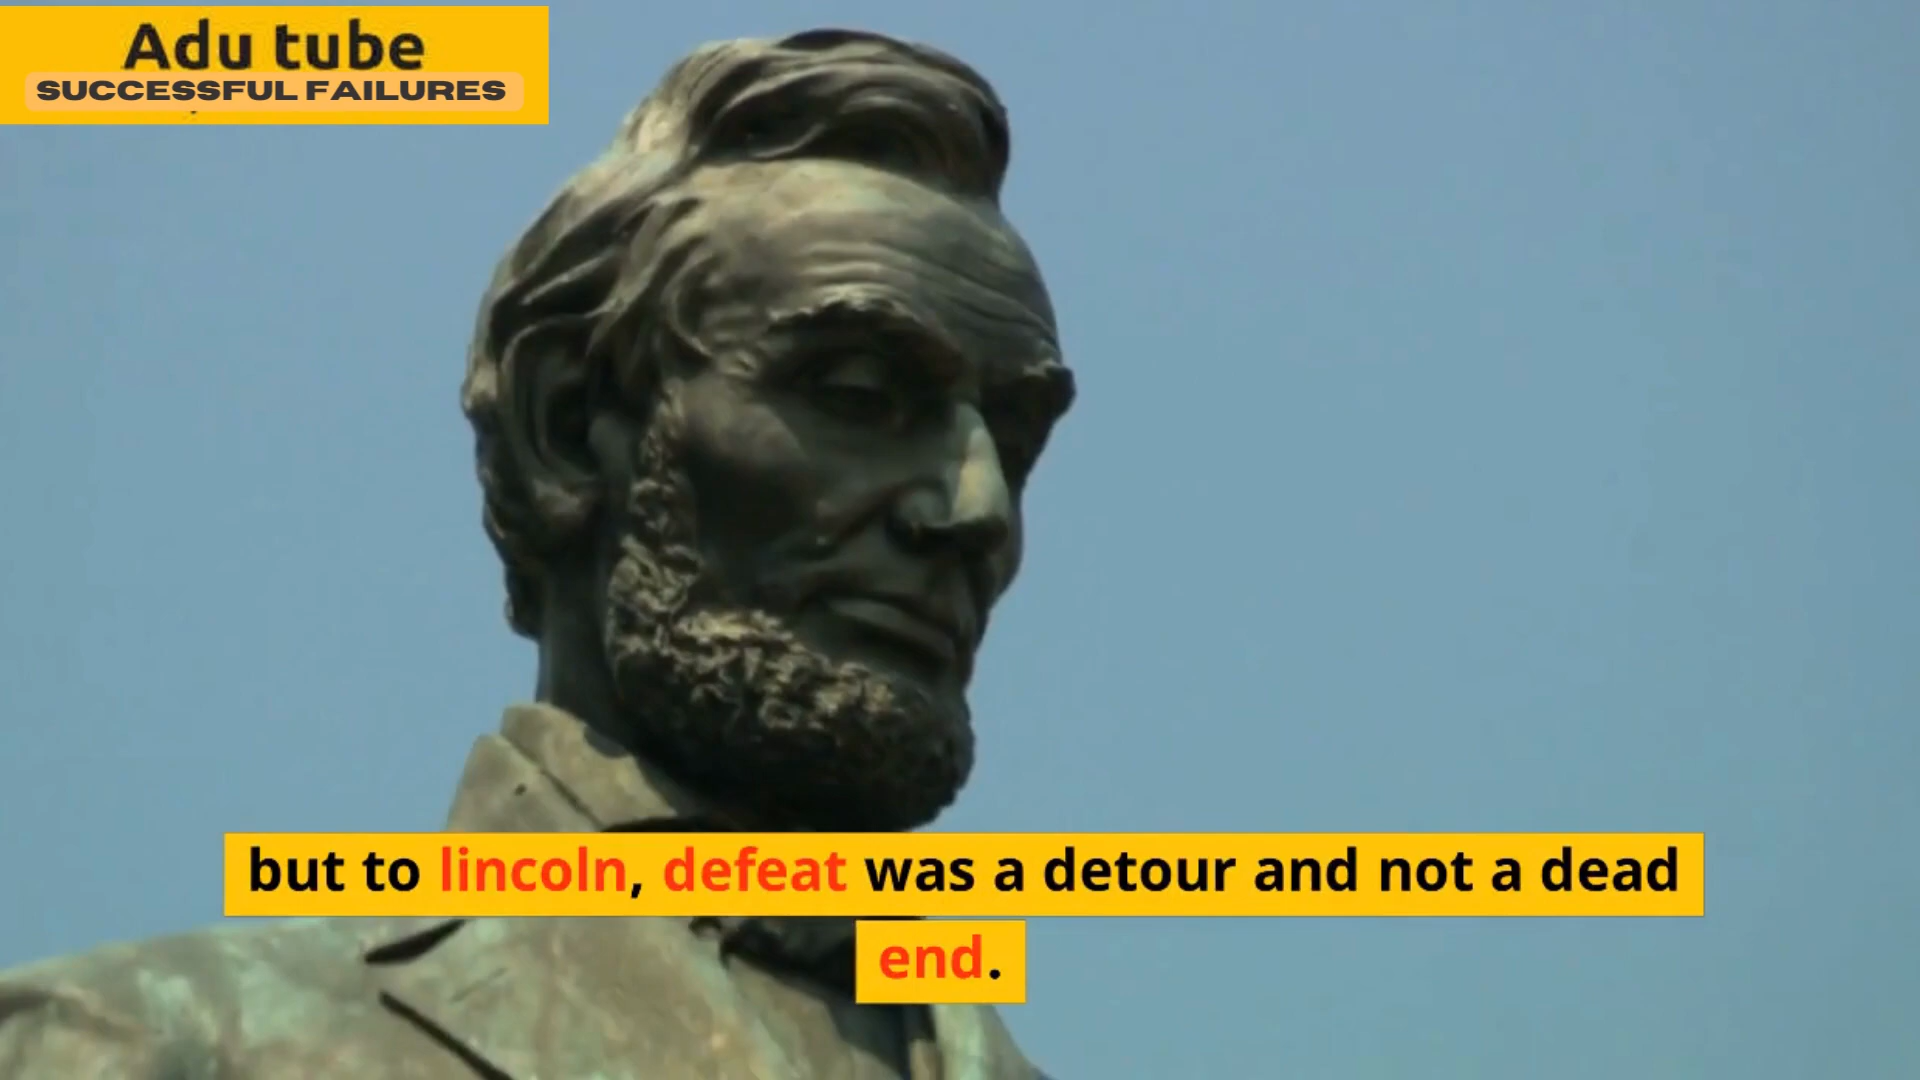 Adu tube
SUCCESSFUL FAILURES
but to lincoln, defeat was a detour and not a dead
end.